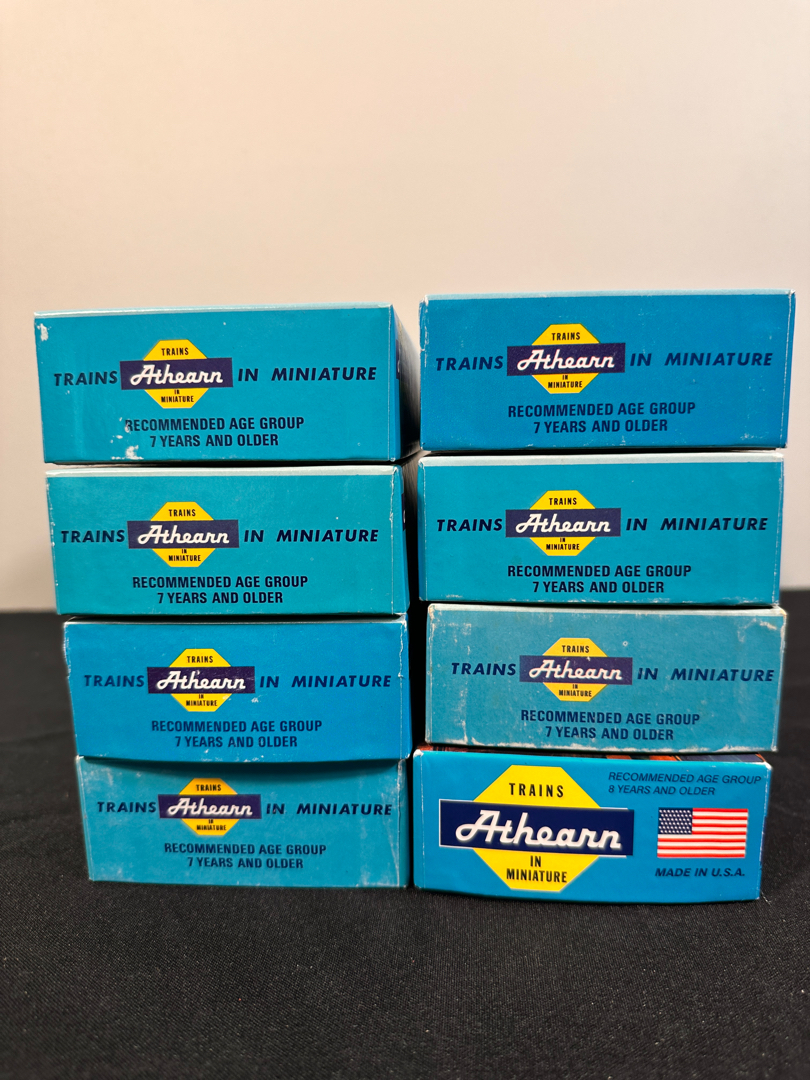 TRAINS
TRAINS Athearn IN MINIATURE
IN
MINIATURE
RECOMMENDED AGE GROUP
7 YEARS AND OLDER
TRAINS
TRAINS Athearn IN MINIATURE
IN
MINIATURE
RECOMMENDED AGE GROUP
7 YEARS AND OLDER
TRAINS
TRAINS Athearn IN MINIATURE
IN
MINIATURE
RECOMMENDED AGE GROUP
7 YEARS AND OLDER
TRAINS
TRAINS Athearn IN MINIATURE
IN
MINIATURE
RECOMMENDED AGE GROUP
7 YEARS AND OLDER
TRAINS
TRAINS Athearn IN MINIATURE
IN
MINIATURE
RECOMMENDED AGE GROUP
7 YEARS AND OLDER
TRAINS
TRAINS Athearn IN MINIATURE
IN
MINIATURE
RECOMMENDED AGE GROUP
7 YEARS AND OLDER
TRAINS
TRAINS Athearn IN MINIATURE
IN
MINIATURE
RECOMMENDED AGE GROUP
7 YEARS AND OLDER
TRAINS
Athearn
IN
MINIATURE
RECOMMENDED AGE GROUP
8 YEARS AND OLDER
MADE IN U.S.A.